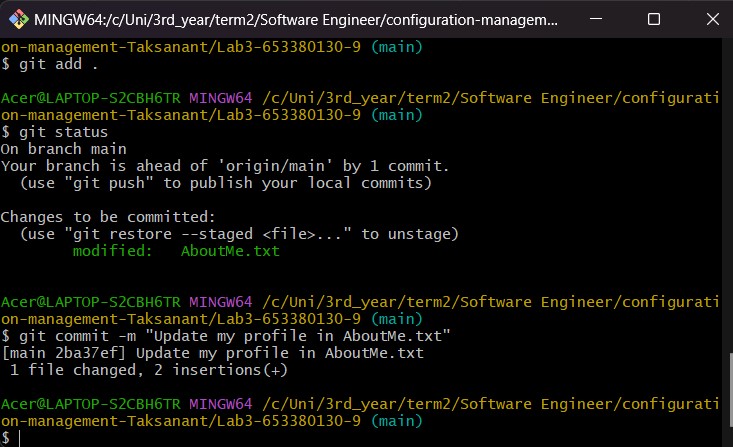 MINGW64:/c/Uni/3rd_year/term2/Software Engineer/configuration-managem...
on-management-Taksanant/Lab3-653380130-9 (main)
$ git add .
Acer@LAPTOP-S2CBH6TR MINGW64 /c/Uni/3rd_year/term2/Software Engineer/configurati
on-management-Taksanant/Lab3-653380130-9 (main)
$ git status
On branch main
Your branch is ahead of 'origin/main' by 1 commit.
  (use "git push" to publish your local commits)
Changes to be committed:
  (use "git restore --staged <file>..." to unstage)
        modified:   AboutMe.txt
Acer@LAPTOP-S2CBH6TR MINGW64 /c/Uni/3rd_year/term2/Software Engineer/configurati
on-management-Taksanant/Lab3-653380130-9 (main)
$ git commit -m "Update my profile in AboutMe.txt"
[main 2ba37ef] Update my profile in AboutMe.txt
 1 file changed, 2 insertions(+)
Acer@LAPTOP-S2CBH6TR MINGW64 /c/Uni/3rd_year/term2/Software Engineer/configurati
on-management-Taksanant/Lab3-653380130-9 (main)
$